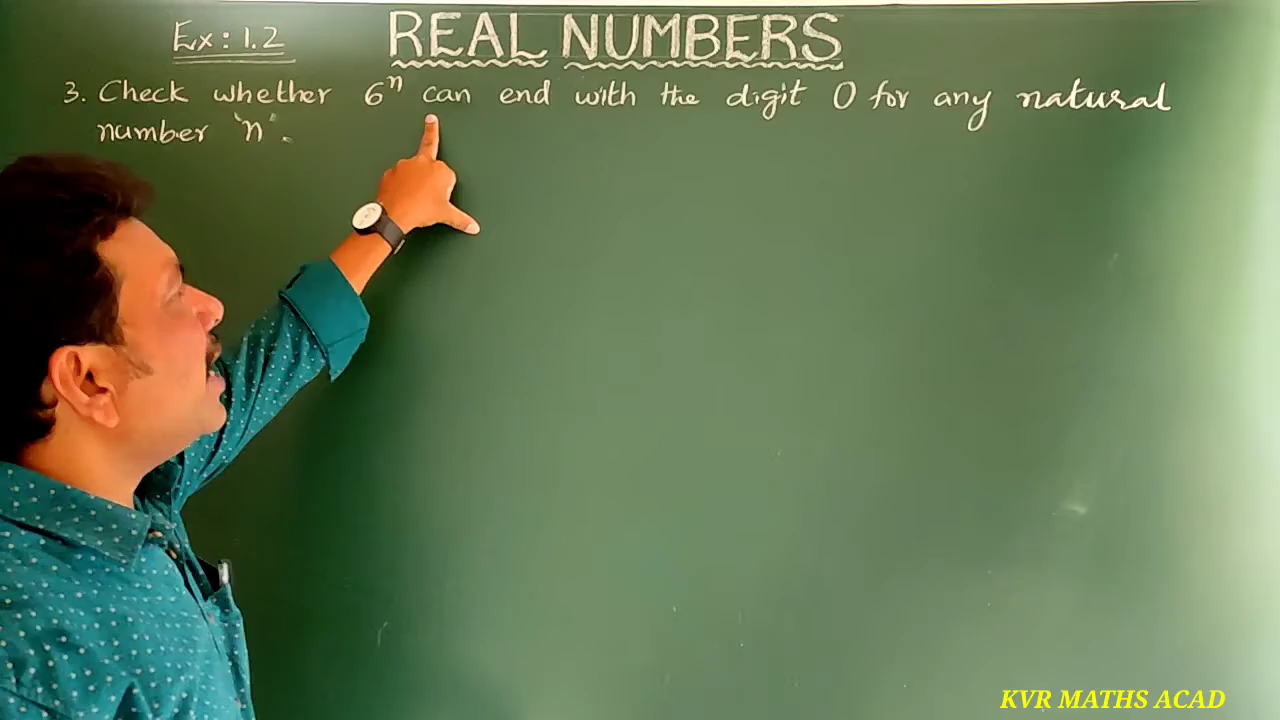 Ex: 1.2
REAL NUMBERS
3. Check whether 6ⁿ can end with the digit 0 for any natural
number 'n'.
KVR MATHS ACAD